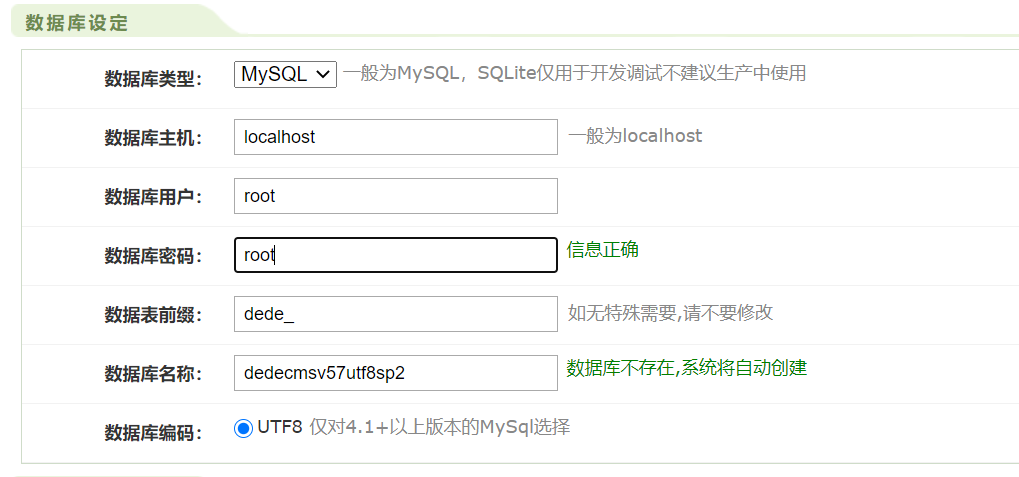 数据库设定
数据库类型： MySQL 一般为MySQL，SQLite仅用于开发调试不建议生产中使用
数据库主机： localhost 一般为localhost
数据库用户： root
数据库密码： root 信息正确
数据表前缀： dede_ 如无特殊需要,请不要修改
数据库名称： dedecmsv57utf8sp2 数据库不存在,系统将自动创建
数据库编码： UTF8 仅对4.1+以上版本的MySql选择